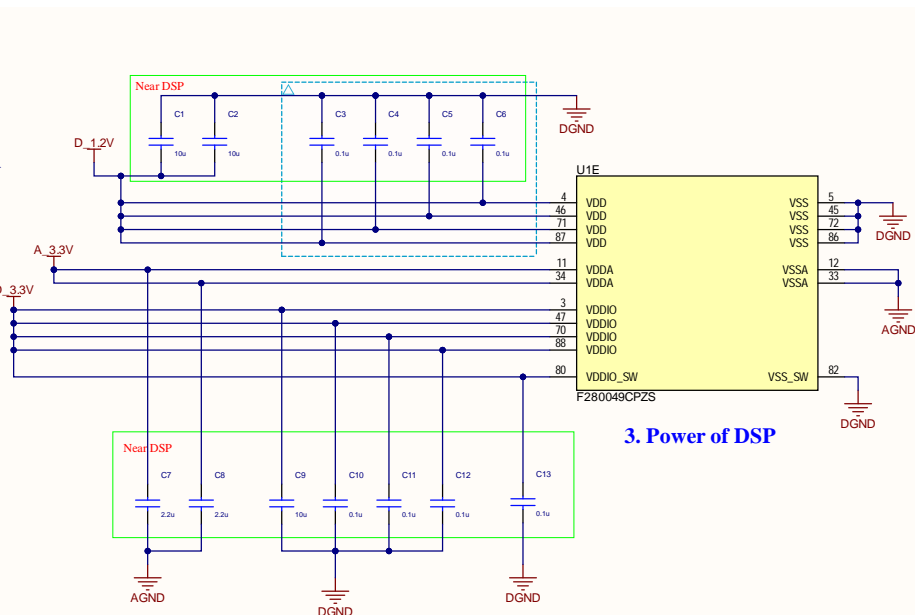 Near DSP
C1
C2
C3
C4
C5
C6
10u
10u
0.1u
0.1u
0.1u
0.1u
DGND
D_1.2V
U1E
4
VDD
VSS
5
46
VDD
VSS
45
71
VDD
VSS
72
87
VDD
VSS
86
DGND
A_3.3V
11
VDDA
VSSA
12
34
VDDA
VSSA
33
_3.3V
3
VDDIO
47
VDDIO
70
VDDIO
88
VDDIO
AGND
80
VDDIO_SW
VSS_SW
82
F280049CPZS
DGND
3. Power of DSP
Near DSP
C7
C8
C9
C10
C11
C12
C13
2.2u
2.2u
10u
0.1u
0.1u
0.1u
0.1u
AGND
DGND
DGND